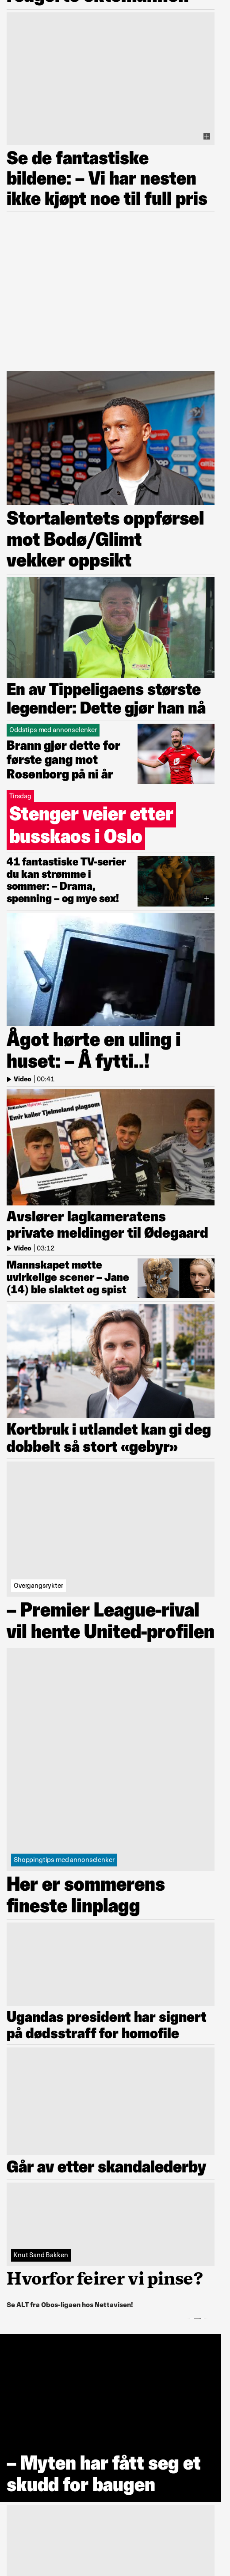 Se de fantastiske
bildene: – Vi har nesten
ikke kjøpt noe til full pris
Stortalentets oppførsel
mot Bodø/Glimt
vekker oppsikt
En av Tippeligaens største
legender: Dette gjør han nå
Oddstips med annonselenker
Brann gjør dette for
første gang mot
Rosenborg på ni år
Tirsdag
Stenger veier etter
busskaos i Oslo
41 fantastiske TV-serier
du kan strømme i
sommer: – Drama,
spenning – og mye sex!
Ågot hørte en uling i
huset: – Å fytti..!
Video | 00:41
Emir kaller Tjelmeland plagsom
Avslører lagkameratens
private meldinger til Ødegaard
Video | 03:12
Mannskapet møtte
uvirkelige scener – Jane
(14) ble slaktet og spist
Kortbruk i utlandet kan gi deg
dobbelt så stort «gebyr»
Overgangsrykter
– Premier League-rival
vil hente United-profilen
Shoppingtips med annonselenker
Her er sommerens
fineste linplagg
Ugandas president har signert
på dødsstraff for homofile
Går av etter skandalederby
Knut Sand Bakken
Hvorfor feirer vi pinse?
Se ALT fra Obos-ligaen hos Nettavisen!
– Myten har fått seg et
skudd for baugen